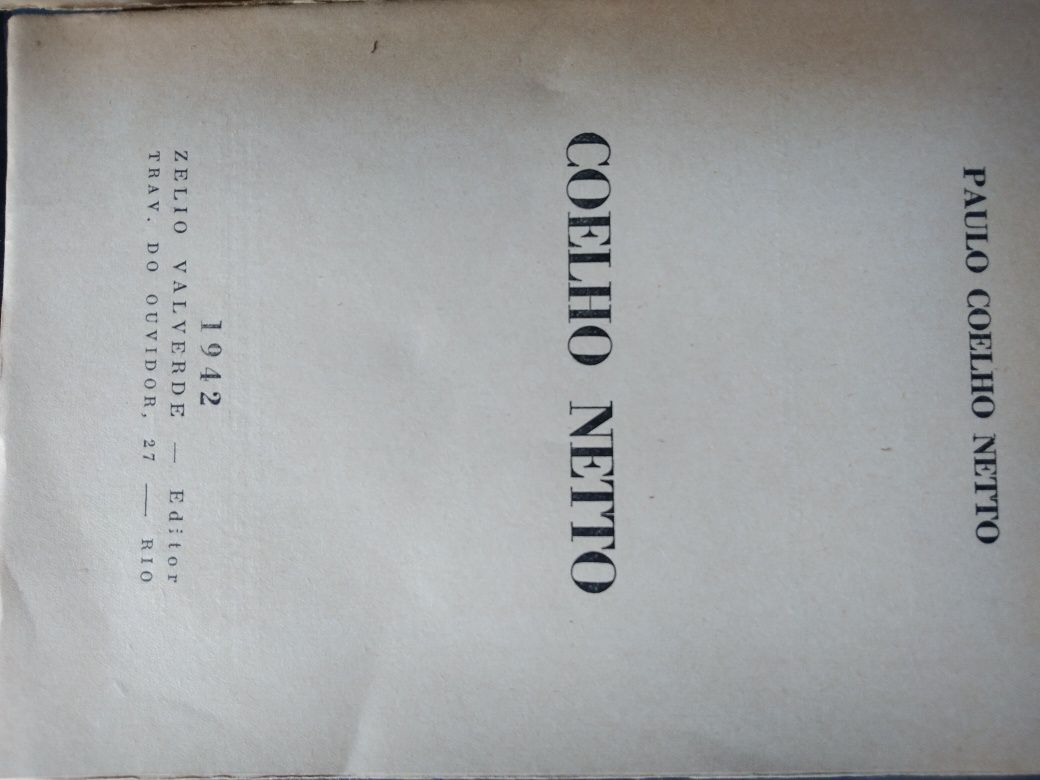 PAULO COELHO NETTO
COELHO NETTO
1942
ZELIO VALVERDE — Editor
TRAV. DO OUVIDOR, 27 — RIO